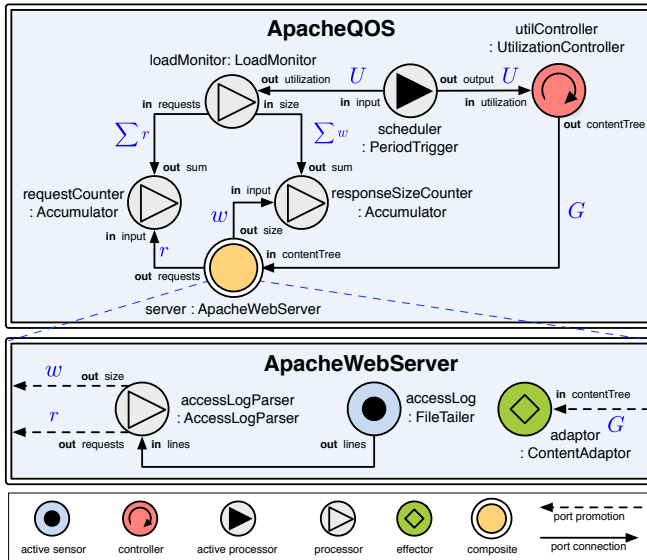 ApacheQOS
utilController
: UtilizationController
loadMonitor: LoadMonitor
out utilization
U
out output
U
in requests
in size
in input
in utilization
scheduler
: PeriodTrigger
out contentTree
∑ r
∑ w
out sum
out sum
requestCounter
: Accumulator
in input
responseSizeCounter
: Accumulator
w
out size
G
in input
r
in contentTree
out requests
server : ApacheWebServer
ApacheWebServer
w
out size
accessLogParser
: AccessLogParser
accessLog
: FileTailer
in contentTree
r
G
out requests
in lines
out lines
adaptor
: ContentAdaptor
port promotion
active sensor
controller
active processor
processor
effector
composite
port connection